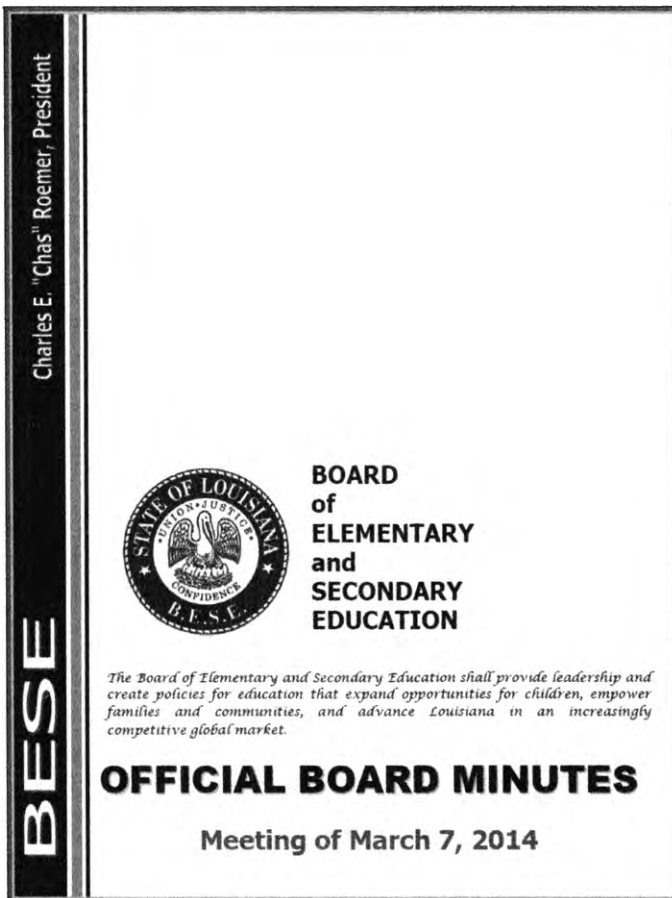 Charles E. "Chas" Roemer, President
BESE
STATE OF LOUISIANA
UNION • JUSTICE
CONFIDENCE
B.E.S.E.
BOARD
of
ELEMENTARY
and
SECONDARY
EDUCATION
The Board of Elementary and Secondary Education shall provide leadership and
create policies for education that expand opportunities for children, empower
families and communities, and advance Louisiana in an increasingly
competitive global market.
OFFICIAL BOARD MINUTES
Meeting of March 7, 2014